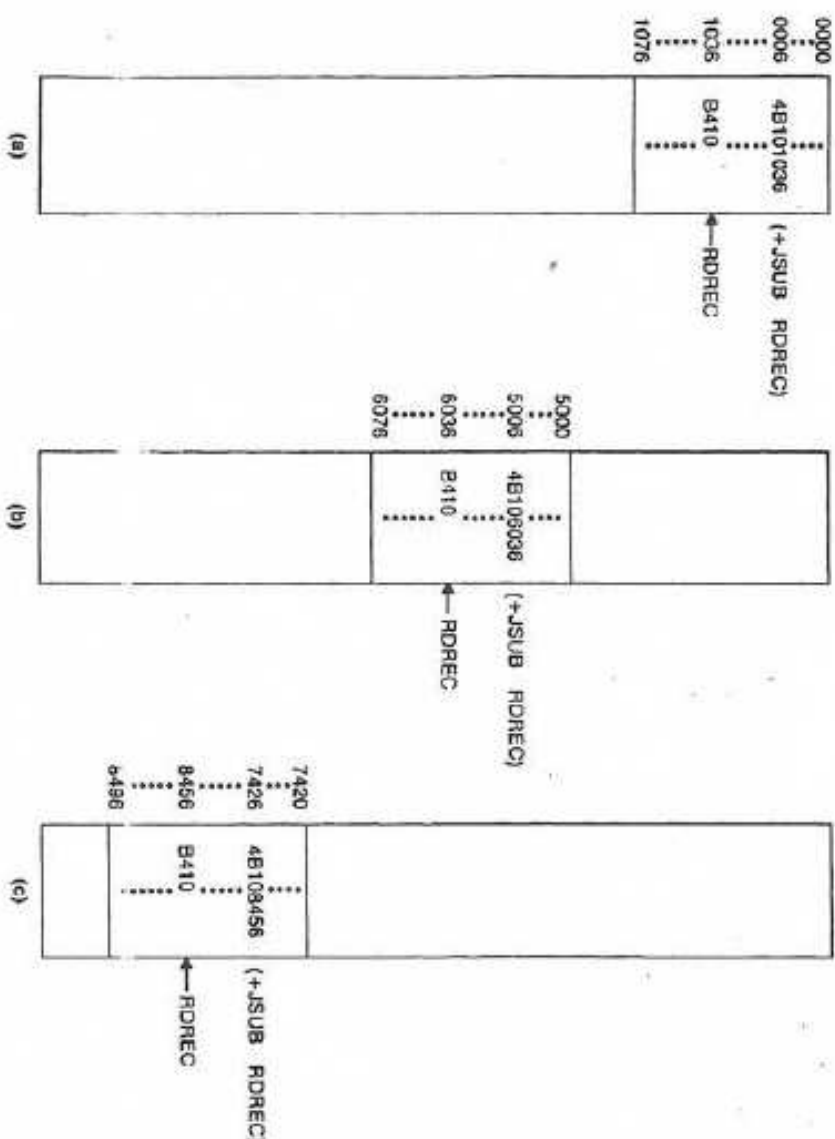 0000
0006 4B101036 (+JSUB RDREC)
1036 B410 ←RDREC
1076
(a)
5000
5006 4B106036 (+JSUB RDREC)
6036 B410 ←RDREC
6076
(b)
7420
7426 4B108456 (+JSUB RDREC)
8456 B410 ←RDREC
8496
(c)